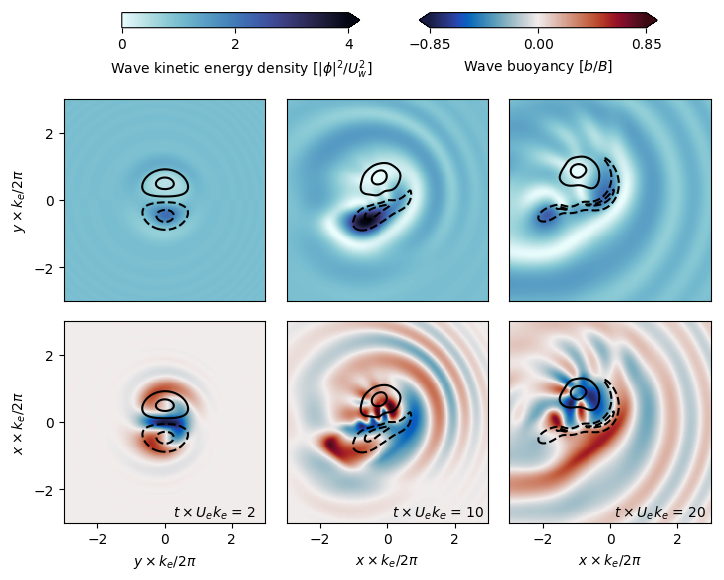 0 2 4
Wave kinetic energy density [|ϕ|²/U_w²]
−0.85 0.00 0.85
Wave buoyancy [b/B]
2
0
−2
y × k_e/2π
2
0
−2
x × k_e/2π
t × U_e k_e = 2
t × U_e k_e = 10
t × U_e k_e = 20
−2 0 2
−2 0 2
−2 0 2
y × k_e/2π
x × k_e/2π
x × k_e/2π